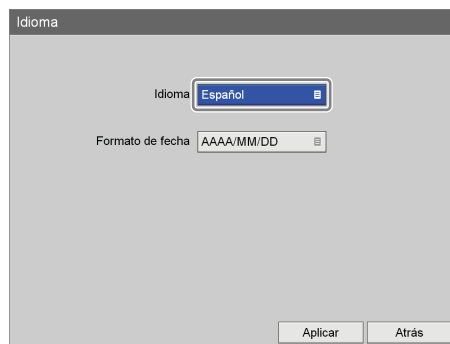 Idioma
Idioma Español
Formato de fecha AAAA/MM/DD
Aplicar Atrás